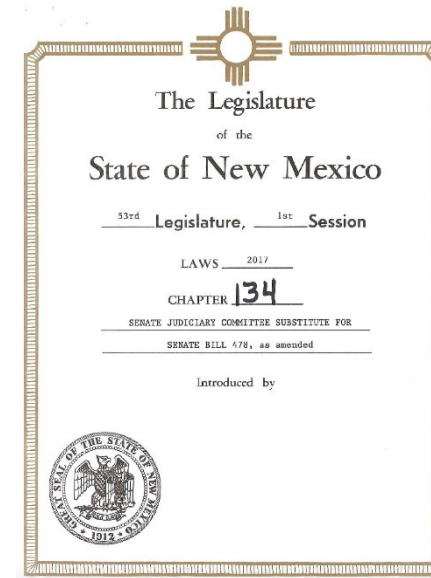 The Legislature
of the
State of New Mexico
53rd Legislature, 1st Session
LAWS 2017
CHAPTER 134
SENATE JUDICIARY COMMITTEE SUBSTITUTE FOR
SENATE BILL 478, as amended
Introduced by
GREAT SEAL OF THE STATE OF NEW MEXICO
1912